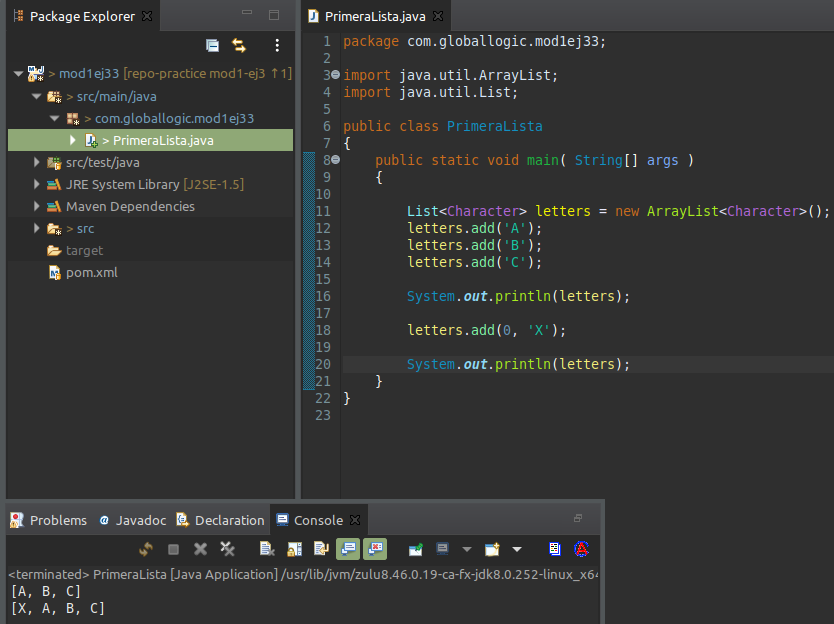 Package Explorer
PrimeraLista.java
> mod1ej33 [repo-practice mod1-ej3 ↑1]
> src/main/java
> com.globallogic.mod1ej33
> PrimeraLista.java
src/test/java
JRE System Library [J2SE-1.5]
Maven Dependencies
> src
target
pom.xml
1 package com.globallogic.mod1ej33;
2
3 import java.util.ArrayList;
4 import java.util.List;
5
6 public class PrimeraLista
7 {
8     public static void main( String[] args )
9     {
10
11         List<Character> letters = new ArrayList<Character>();
12         letters.add('A');
13         letters.add('B');
14         letters.add('C');
15
16         System.out.println(letters);
17
18         letters.add(0, 'X');
19
20         System.out.println(letters);
21     }
22 }
23
Problems @ Javadoc Declaration Console
<terminated> PrimeraLista [Java Application] /usr/lib/jvm/zulu8.46.0.19-ca-fx-jdk8.0.252-linux_x64
[A, B, C]
[X, A, B, C]